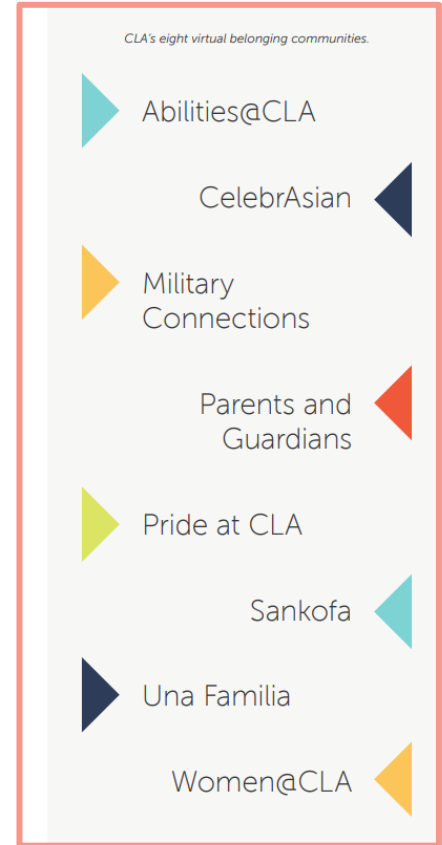 CLA's eight virtual belonging communities.
Abilities@CLA
CelebrAsian
Military
Connections
Parents and
Guardians
Pride at CLA
Sankofa
Una Familia
Women@CLA